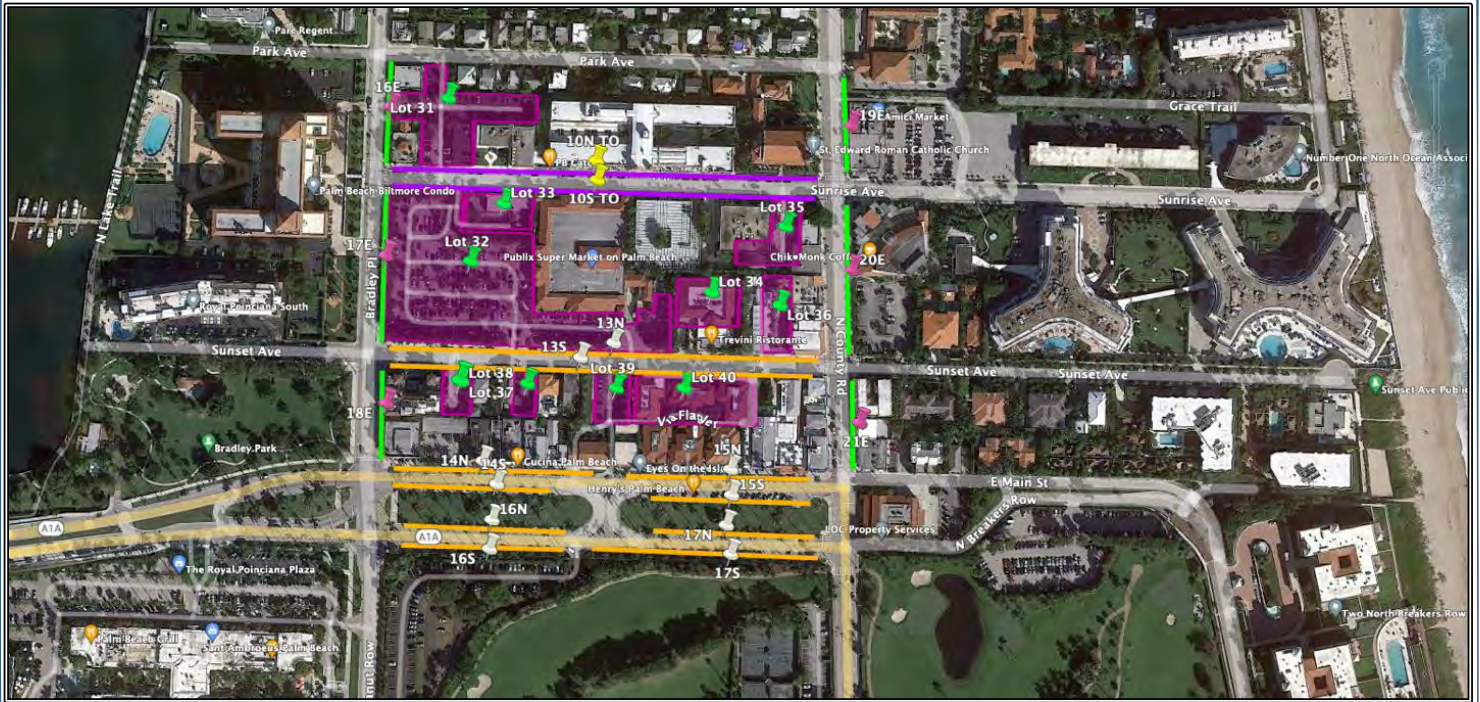 Parc Regent
Park Ave
Park Ave
16E
Lot 31
Grace Trail
19E
Amici Market
10N TO
St. Edward Roman Catholic Church
Number One North Ocean Associ
Palm Beach Biltmore Condo
Lot 33
10S TO
Sunrise Ave
Sunrise Ave
N Lake Trail
Lot 35
17E
Lot 32
Publix Super Market on Palm Beach
Chik•Monk Coff
20E
Bradley Pl
Lot 34
Royal Poinciana South
Lot 36
13N
N County Rd
Trevini Ristorante
13S
Sunset Ave
Sunset Ave
Sunset Ave
Lot 38
Lot 39
Lot 40
Lot 37
Sunset Ave Public
18E
Via Flagler
21E
Bradley Park
14N
14S
Cucina Palm Beach
15N
Eyes On the Isl
Henry's Palm Beach
15S
E Main St
16N
A1A
A1A
17N
LDC Property Services
N Breakers Row
16S
17S
The Royal Poinciana Plaza
Two North Breakers Row
Palm Beach Grill
Sant Ambroeus Palm Beach
anut Row